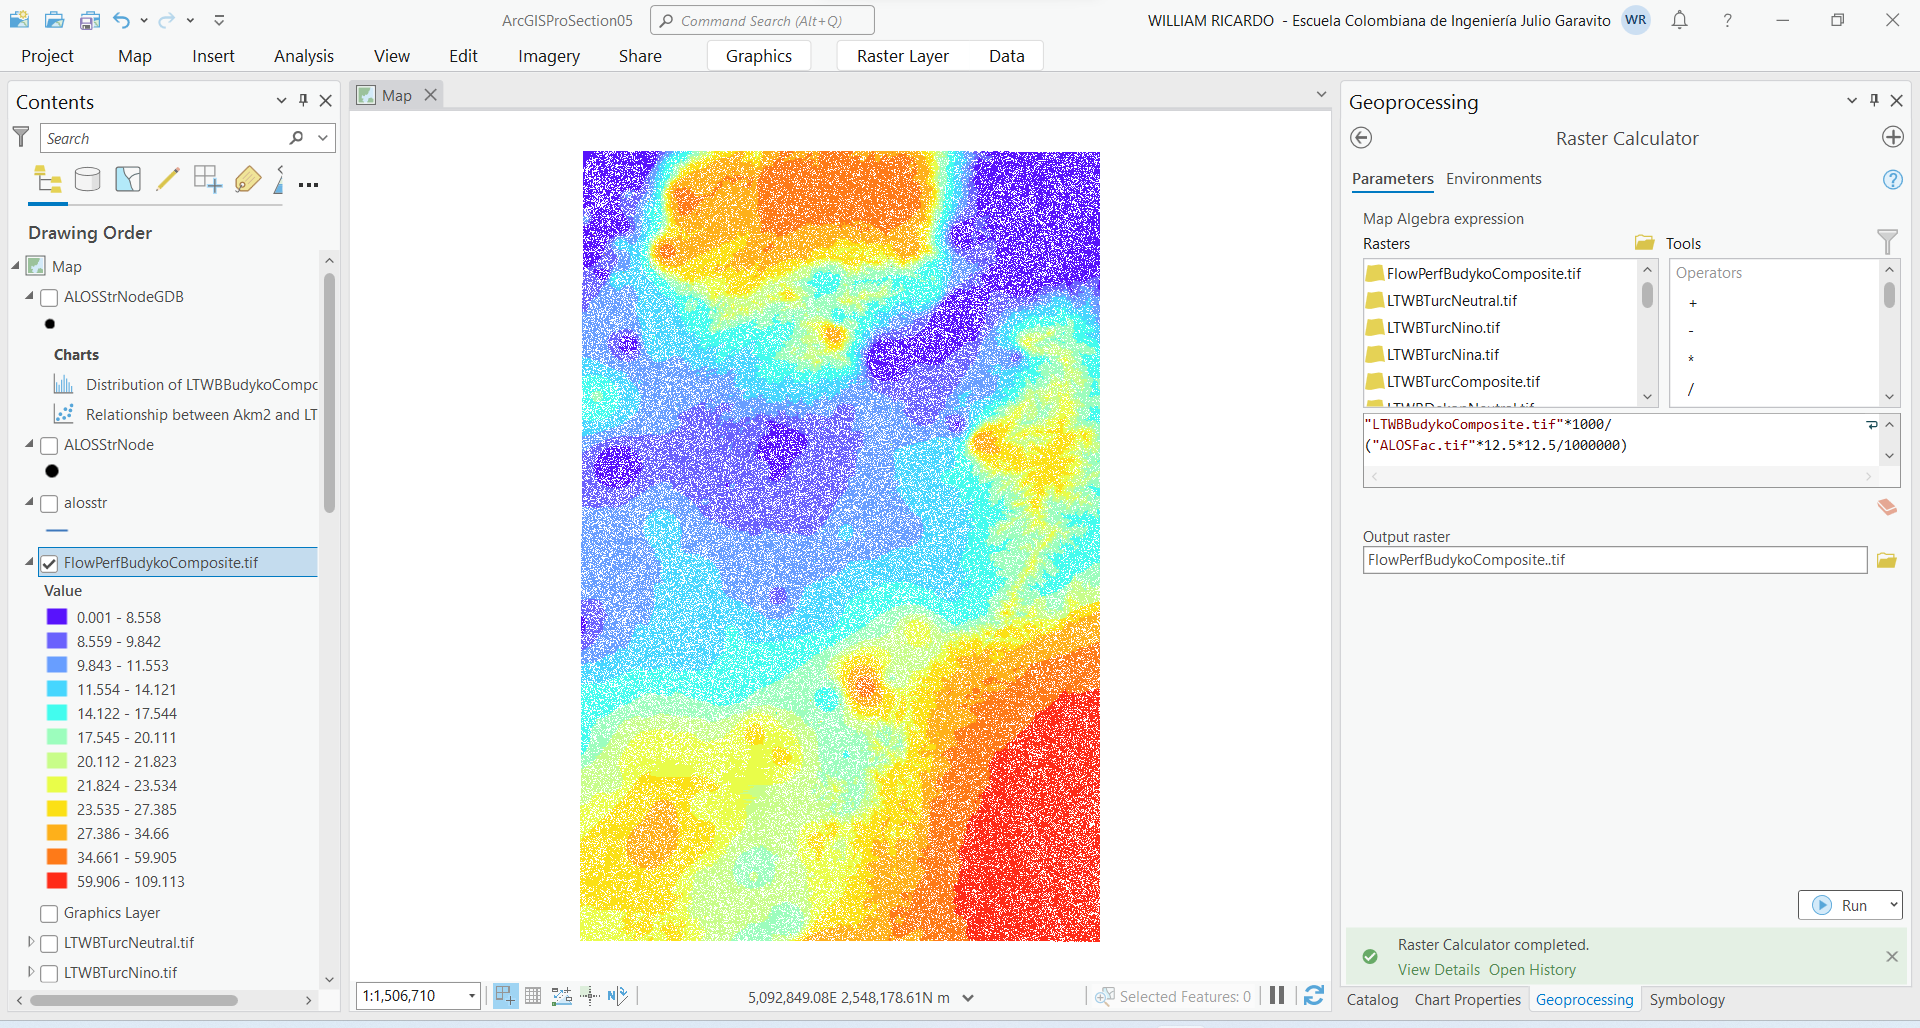 ArcGISProSection05
Command Search (Alt+Q)
WILLIAM RICARDO - Escuela Colombiana de Ingeniería Julio Garavito
WR
?
Project
Map
Insert
Analysis
View
Edit
Imagery
Share
Graphics
Raster Layer
Data
Contents
Search
Drawing Order
Map
ALOSStrNodeGDB
Charts
Distribution of LTWBBudykoCompo
Relationship between Akm2 and LT
ALOSStrNode
alosstr
FlowPerfBudykoComposite.tif
Value
0.001 - 8.558
8.559 - 9.842
9.843 - 11.553
11.554 - 14.121
14.122 - 17.544
17.545 - 20.111
20.112 - 21.823
21.824 - 23.534
23.535 - 27.385
27.386 - 34.66
34.661 - 59.905
59.906 - 109.113
Graphics Layer
LTWBTurcNeutral.tif
LTWBTurcNino.tif
Map
1:1,506,710
5,092,849.08E 2,548,178.61N m
Selected Features: 0
Geoprocessing
Raster Calculator
Parameters
Environments
?
Map Algebra expression
Rasters
Tools
FlowPerfBudykoComposite.tif
LTWBTurcNeutral.tif
LTWBTurcNino.tif
LTWBTurcNina.tif
LTWBTurcComposite.tif
LTWBDekopNeutral.tif
Operators
+
-
*
/
"LTWBBudykoComposite.tif"*1000/
("ALOSFac.tif"*12.5*12.5/1000000)
Output raster
FlowPerfBudykoComposite..tif
Run
Raster Calculator completed.
View Details Open History
Catalog
Chart Properties
Geoprocessing
Symbology